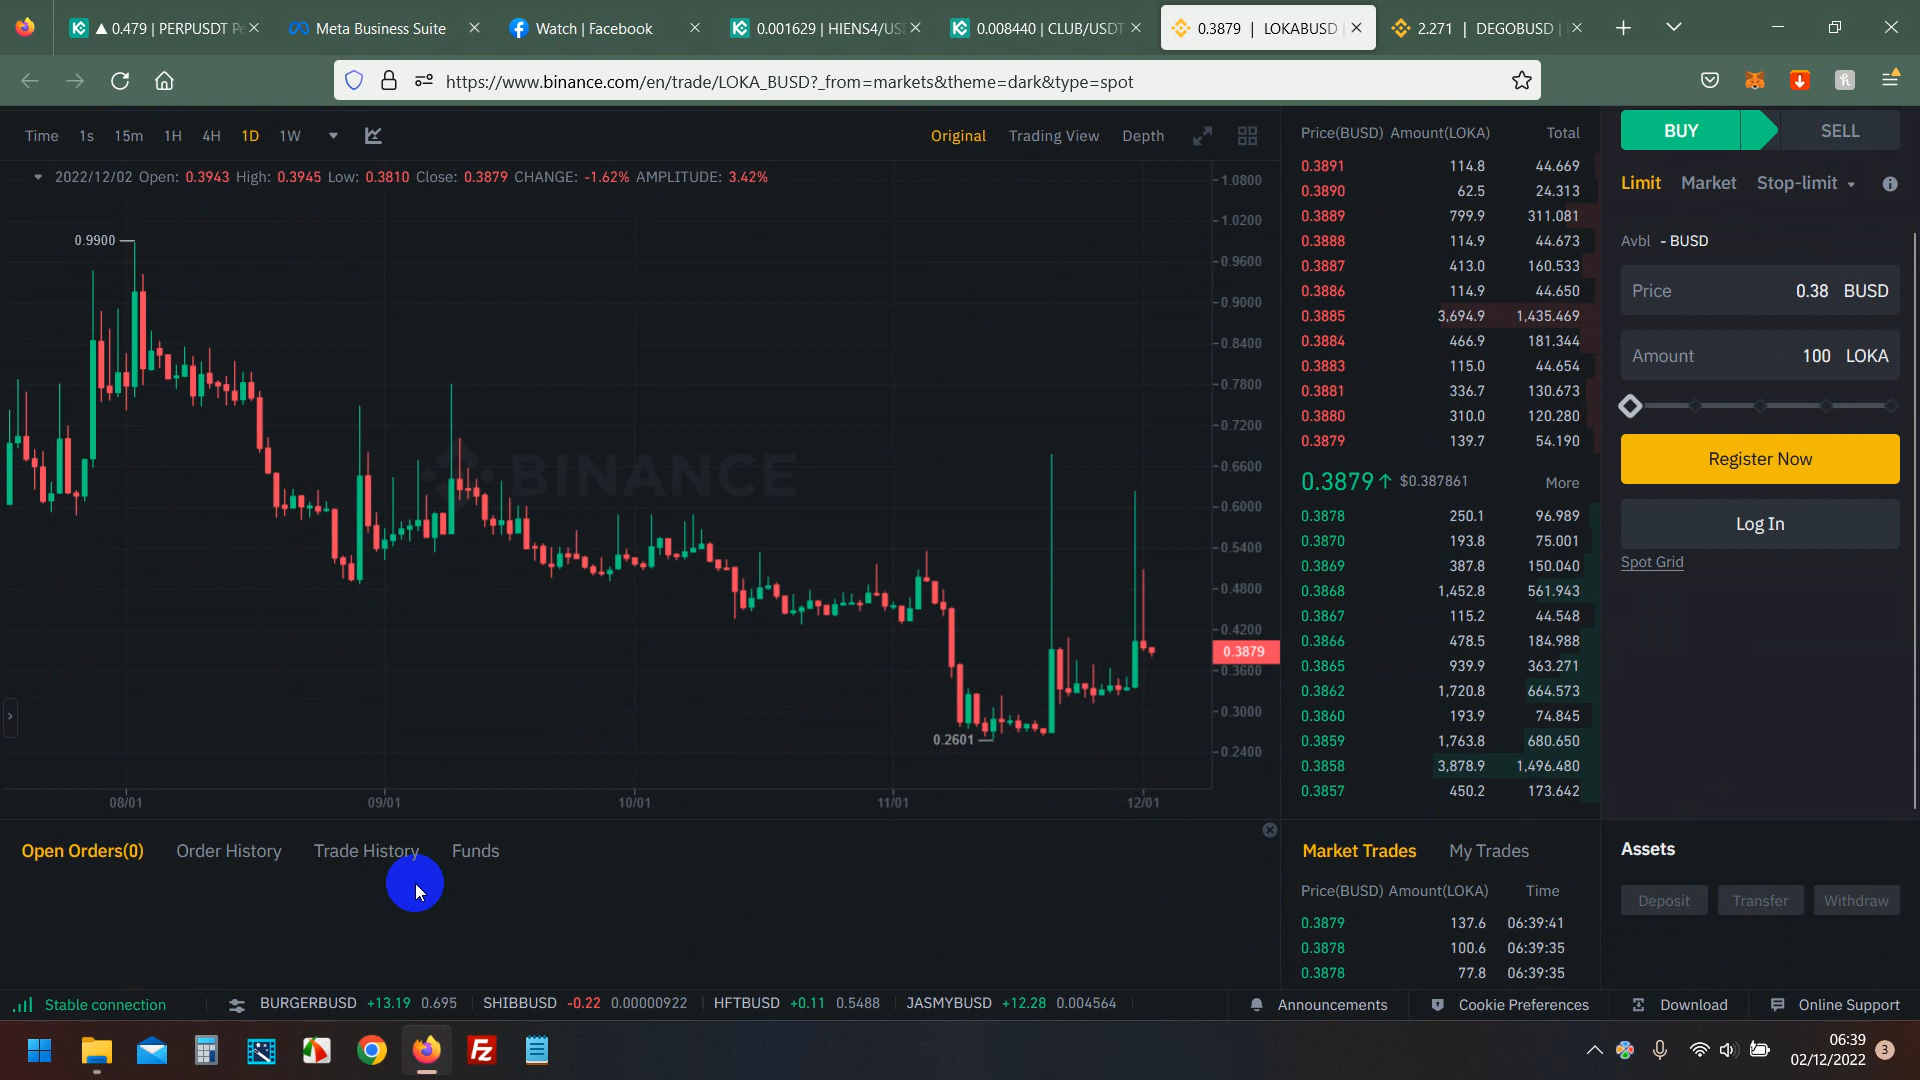 ▲ 0.479 | PERPUSDT Pe
Meta Business Suite
Watch | Facebook
0.001629 | HIENS4/US
0.008440 | CLUB/USDT
0.3879 | LOKABUSD
2.271 | DEGOBUSD |
https://www.binance.com/en/trade/LOKA_BUSD?_from=markets&theme=dark&type=spot
Time 1s 15m 1H 4H 1D 1W
Original Trading View Depth
2022/12/02 Open: 0.3943 High: 0.3945 Low: 0.3810 Close: 0.3879 CHANGE: -1.62% AMPLITUDE: 3.42%
0.9900
BINANCE
0.2601
1.0800
1.0200
0.9600
0.9000
0.8400
0.7800
0.7200
0.6600
0.6000
0.5400
0.4800
0.4200
0.3879
0.3600
0.3000
0.2400
08/01 09/01 10/01 11/01 12/01
Price(BUSD) Amount(LOKA) Total
0.3891 114.8 44.669
0.3890 62.5 24.313
0.3889 799.9 311.081
0.3888 114.9 44.673
0.3887 413.0 160.533
0.3886 114.9 44.650
0.3885 3,694.9 1,435.469
0.3884 466.9 181.344
0.3883 115.0 44.654
0.3881 336.7 130.673
0.3880 310.0 120.280
0.3879 139.7 54.190
0.3879↑ $0.387861 More
0.3878 250.1 96.989
0.3870 193.8 75.001
0.3869 387.8 150.040
0.3868 1,452.8 561.943
0.3867 115.2 44.548
0.3866 478.5 184.988
0.3865 939.9 363.271
0.3862 1,720.8 664.573
0.3860 193.9 74.845
0.3859 1,763.8 680.650
0.3858 3,878.9 1,496.480
0.3857 450.2 173.642
BUY SELL
Limit Market Stop-limit
Avbl - BUSD
Price 0.38 BUSD
Amount 100 LOKA
Register Now
Log In
Spot Grid
Open Orders(0) Order History Trade History Funds
Market Trades My Trades
Price(BUSD) Amount(LOKA) Time
0.3879 137.6 06:39:41
0.3878 100.6 06:39:35
0.3878 77.8 06:39:35
Assets
Deposit Transfer Withdraw
Stable connection
BURGERBUSD +13.19 0.695 SHIBBUSD -0.22 0.00000922 HFTBUSD +0.11 0.5488 JASMYBUSD +12.28 0.004564
Announcements Cookie Preferences Download Online Support
06:39
02/12/2022 3